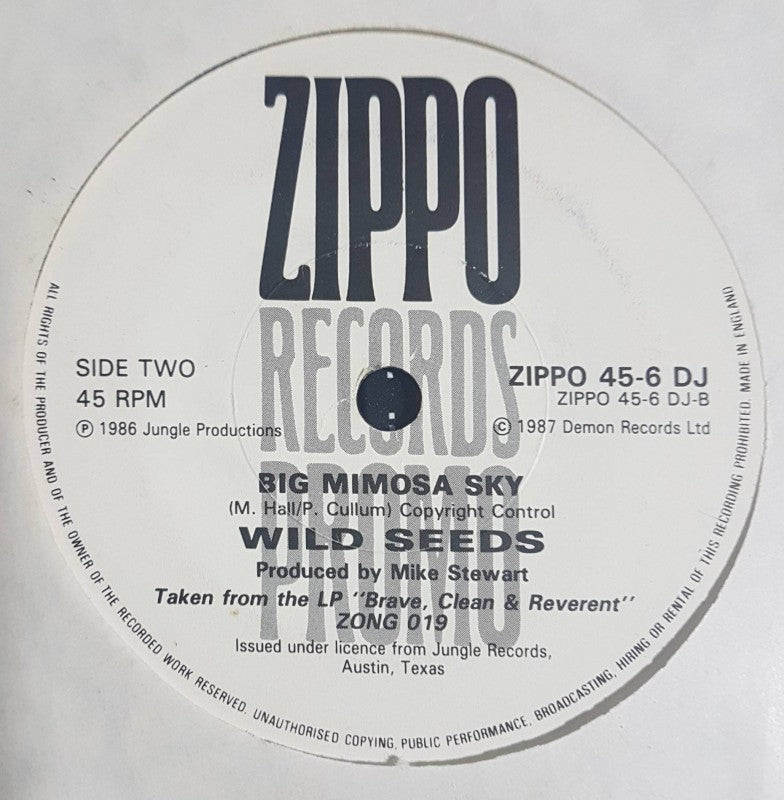 ZIPPO
RECORDS
PROMO
SIDE TWO
45 RPM
Ⓟ 1986 Jungle Productions
ZIPPO 45-6 DJ
ZIPPO 45-6 DJ-B
© 1987 Demon Records Ltd
BIG MIMOSA SKY
(M. Hall/P. Cullum) Copyright Control
WILD SEEDS
Produced by Mike Stewart
Taken from the LP "Brave, Clean & Reverent"
ZONG 019
Issued under licence from Jungle Records,
Austin, Texas
ALL RIGHTS OF THE PRODUCER AND OF THE OWNER OF THE RECORDED WORK RESERVED. UNAUTHORISED COPYING, PUBLIC PERFORMANCE, BROADCASTING, HIRING OR RENTAL OF THIS RECORDING PROHIBITED. MADE IN ENGLAND